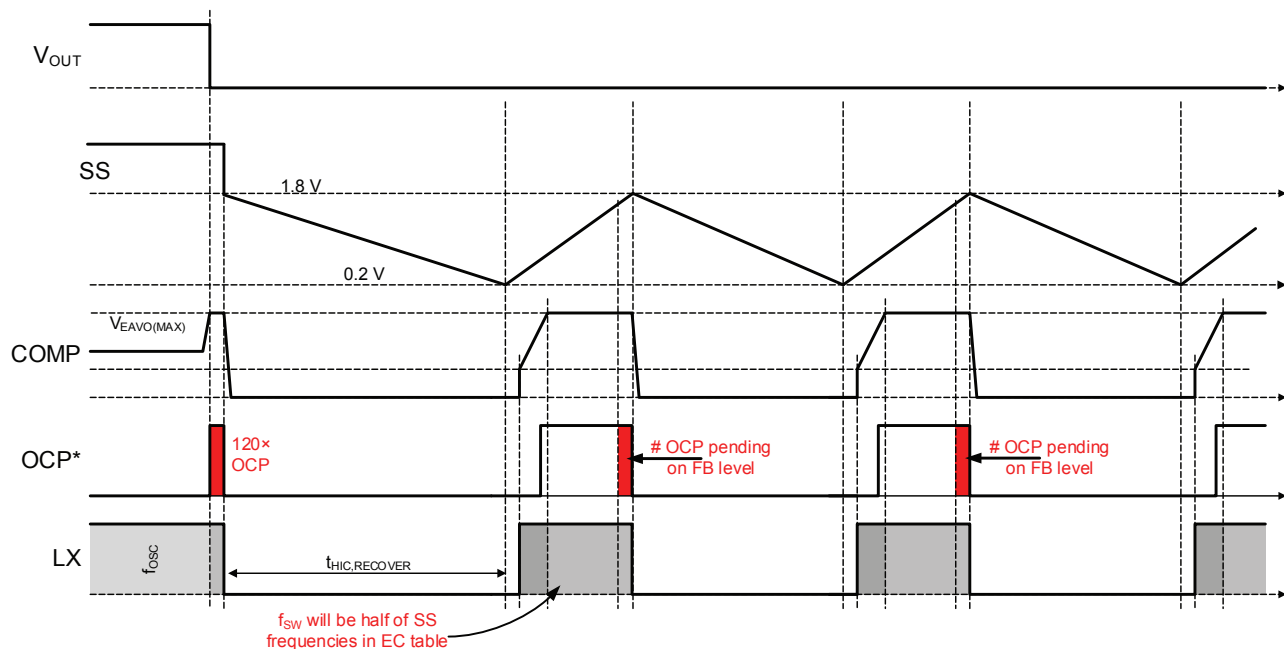 VOUT
SS
1.8 V
0.2 V
VEAVO(MAX)
COMP
OCP*
120×
OCP
# OCP pending
on FB level
# OCP pending
on FB level
LX
fOSC
tHIC,RECOVER
fSW will be half of SS
frequencies in EC table